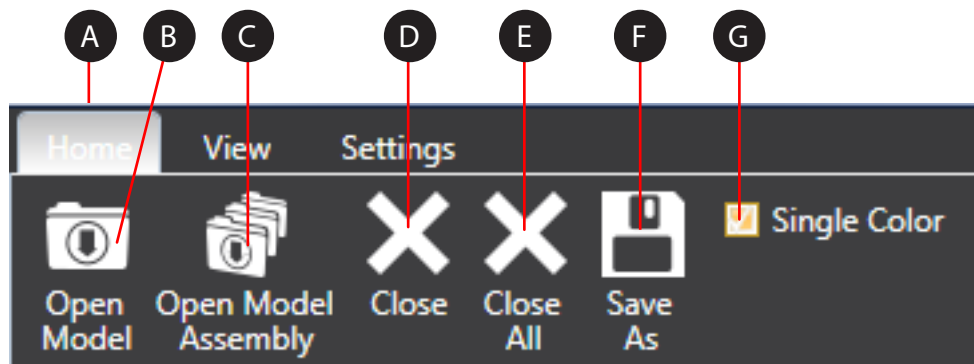 A B C D E F G
Home View Settings
Single Color
Open Model
Open Model Assembly
Close
Close All
Save As